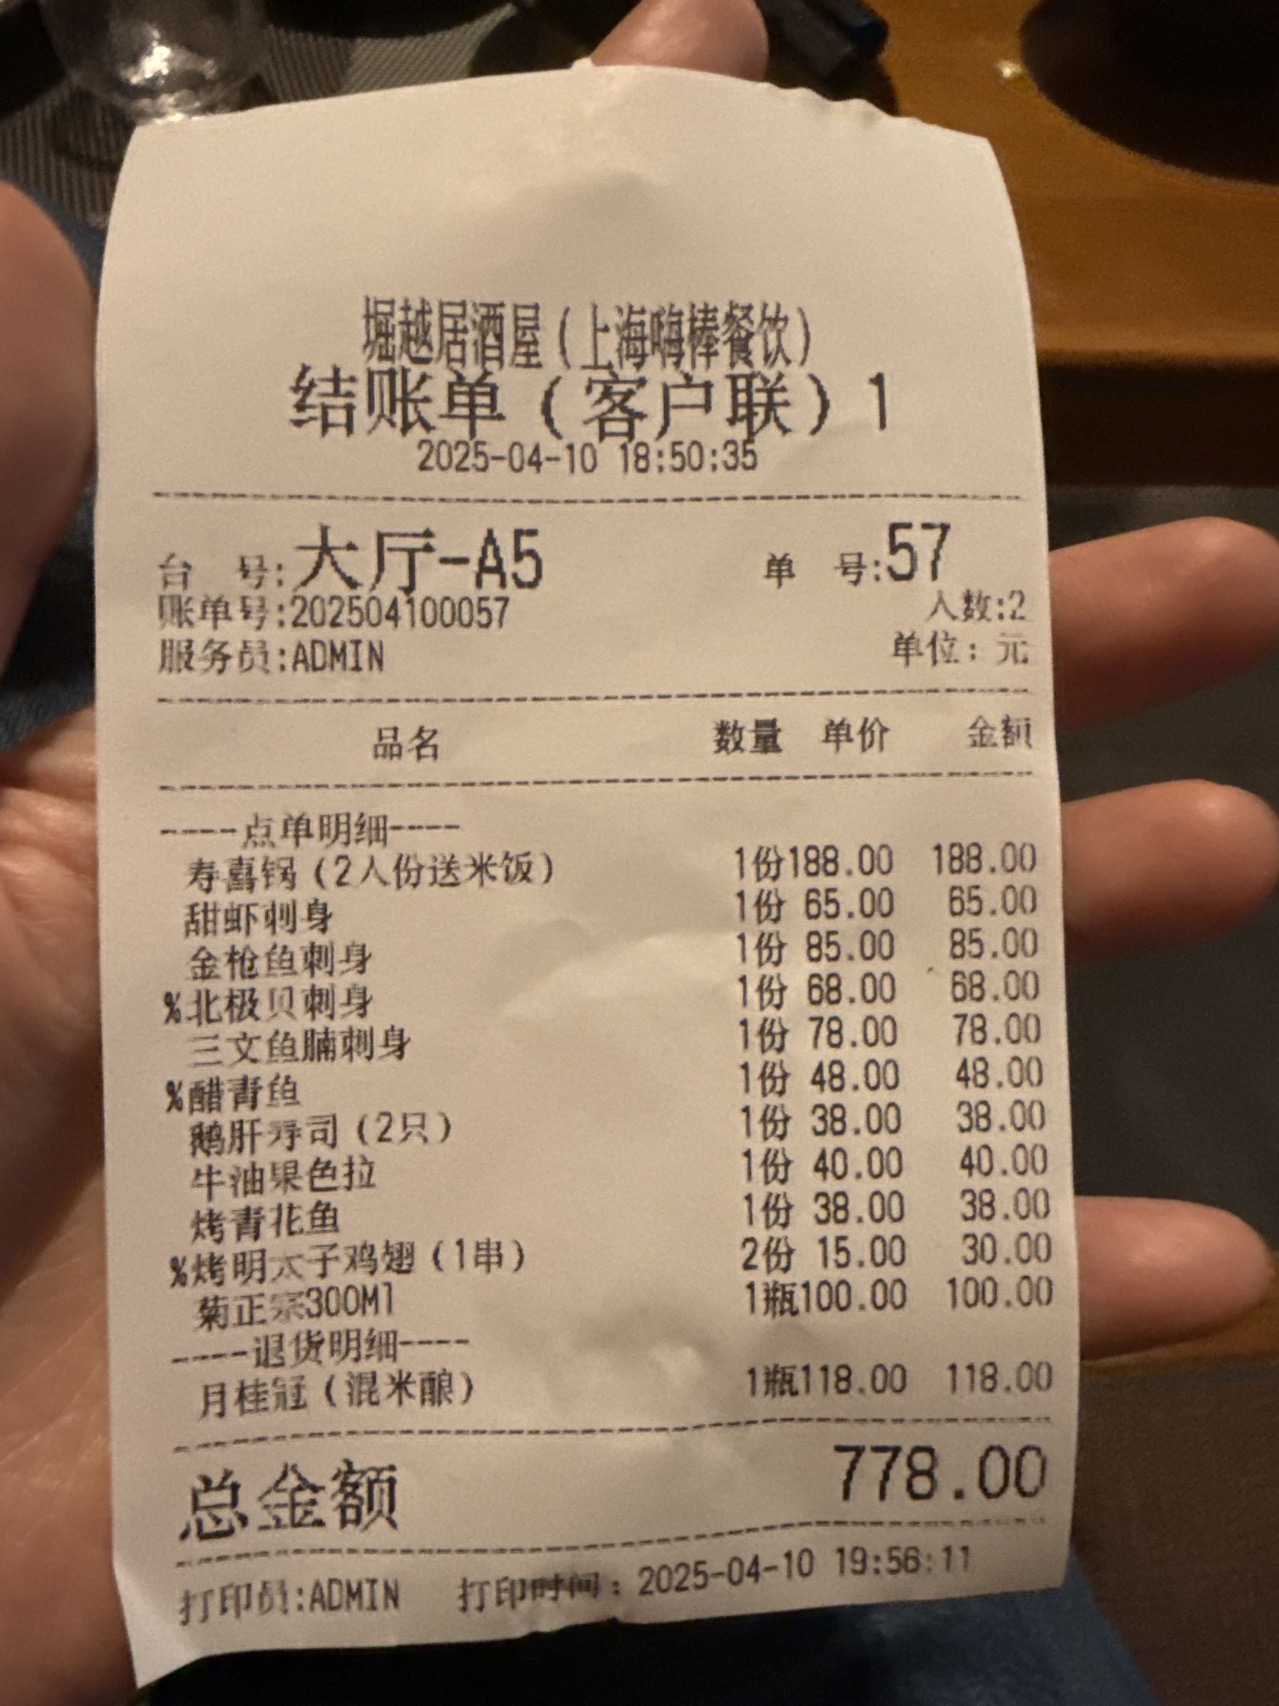 堀越居酒屋（上海嗨棒餐饮）
结账单（客户联）1
2025-04-10 18:50:35
台 号:大厅-A5 单 号:57
账单号:202504100057 人数:2
服务员:ADMIN 单位：元
品名 数量 单价 金额
----点单明细----
寿喜锅（2人份送米饭） 1份188.00 188.00
甜虾刺身 1份 65.00 65.00
金枪鱼刺身 1份 85.00 85.00
%北极贝刺身 1份 68.00 68.00
三文鱼腩刺身 1份 78.00 78.00
%醋青鱼 1份 48.00 48.00
鹅肝寿司（2只） 1份 38.00 38.00
牛油果色拉 1份 40.00 40.00
烤青花鱼 1份 38.00 38.00
%烤明太子鸡翅（1串） 2份 15.00 30.00
菊正宗300Ml 1瓶100.00 100.00
----退货明细----
月桂冠（混米酿） 1瓶118.00 118.00
总金额 778.00
打印员:ADMIN 打印时间：2025-04-10 19:56:11